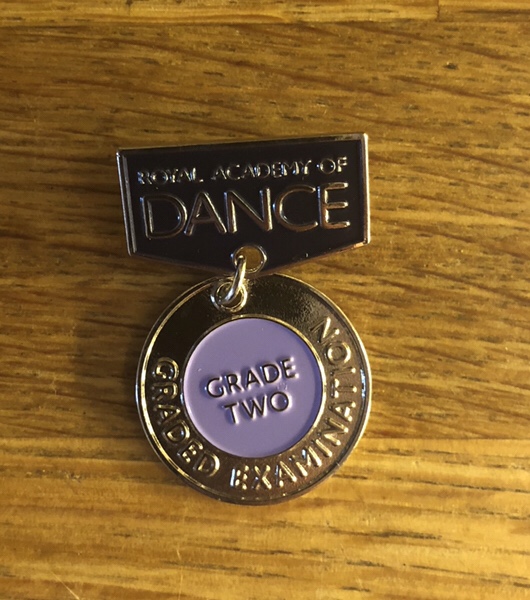 ROYAL ACADEMY OF
DANCE
GRADE
TWO
GRADED EXAMINATION